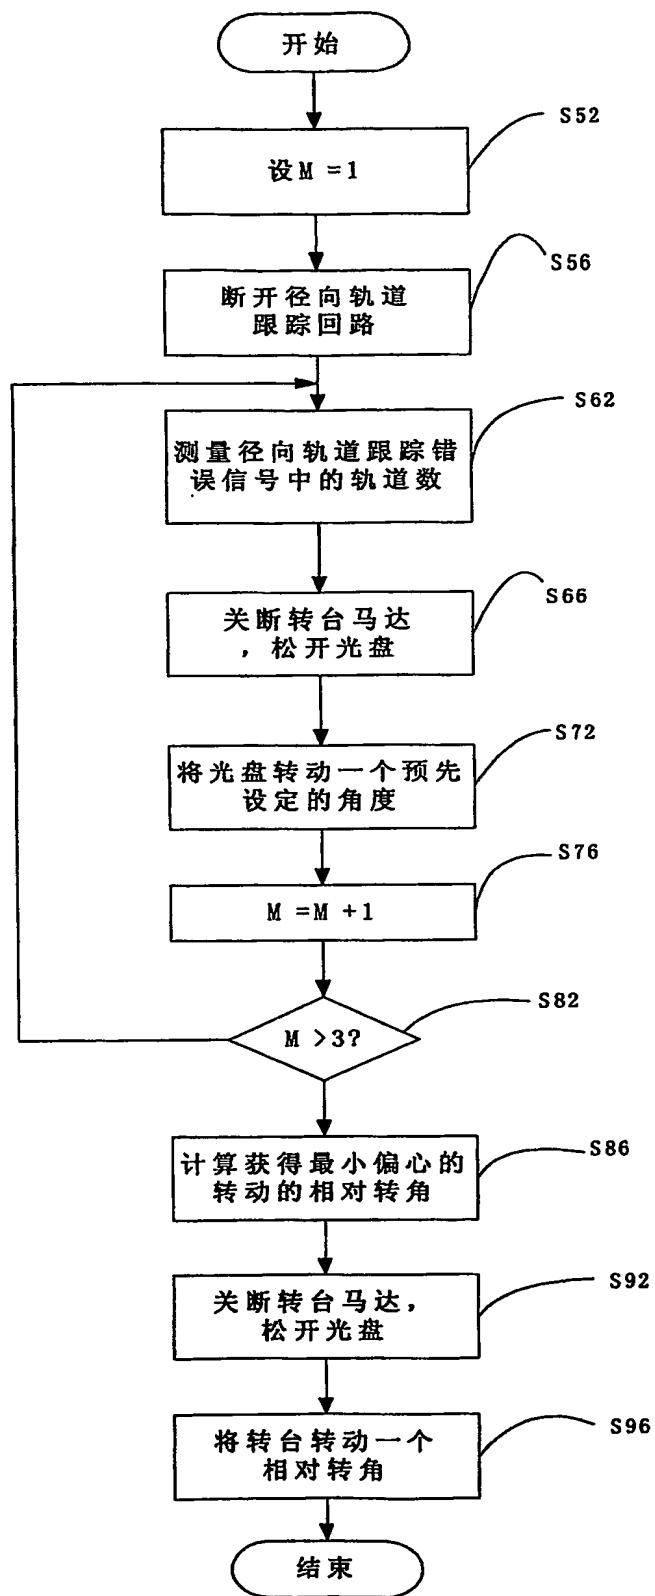 开始
S52
设M =1
S56
断开径向轨道
跟踪回路
S62
测量径向轨道跟踪错
误信号中的轨道数
S66
关断转台马达
，松开光盘
S72
将光盘转动一个预先
设定的角度
S76
M =M +1
S82
M >3?
S86
计算获得最小偏心的
转动的相对转角
S92
关断转台马达，
松开光盘
S96
将转台转动一个
相对转角
结束